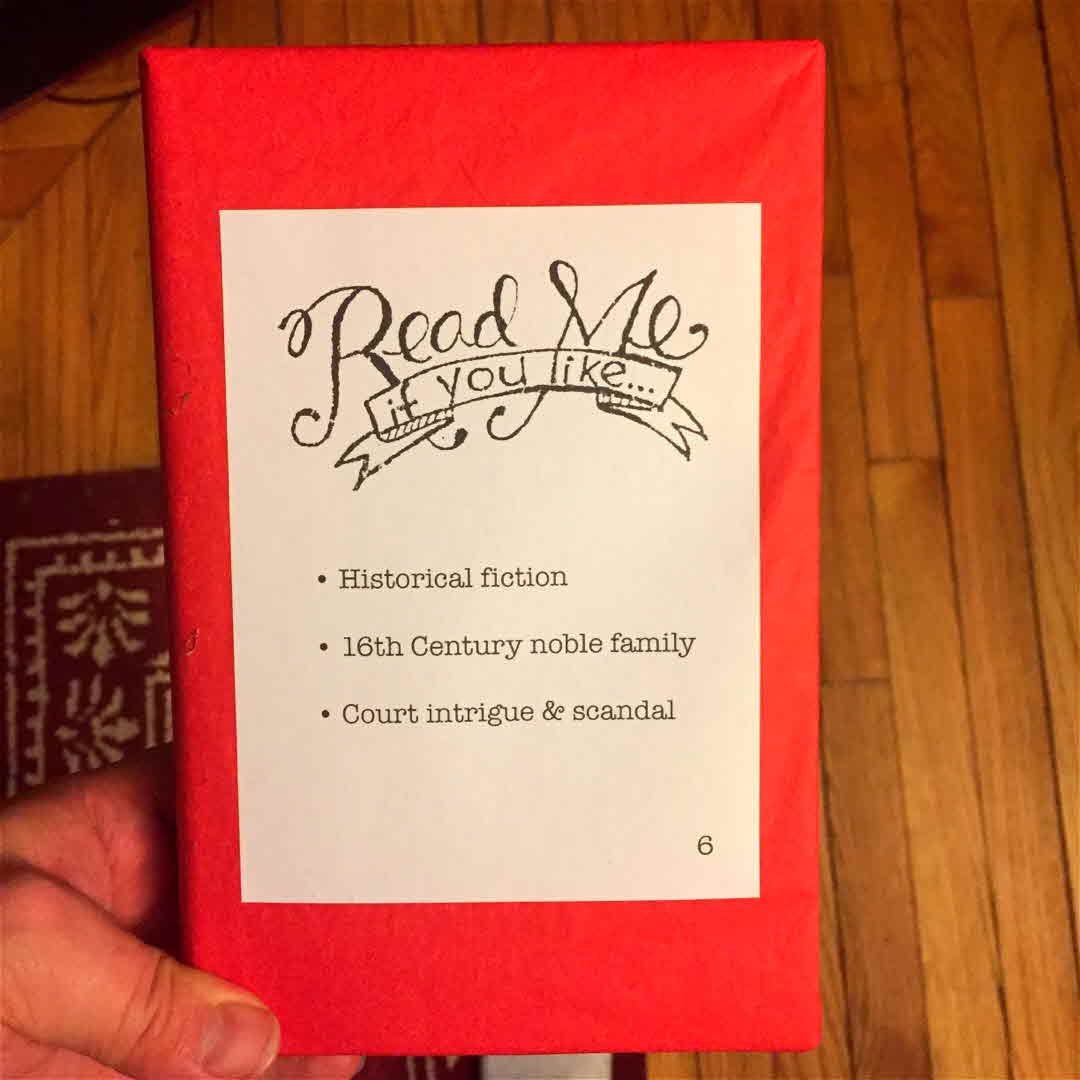 Read Me
if you like...
• Historical fiction
• 16th Century noble family
• Court intrigue & scandal
6